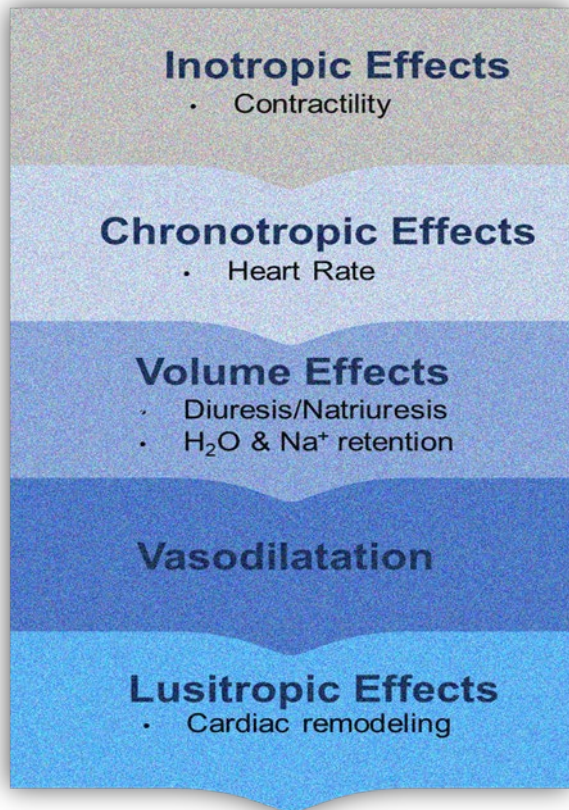 Inotropic Effects
• Contractility
Chronotropic Effects
• Heart Rate
Volume Effects
• Diuresis/Natriuresis
• H₂O & Na⁺ retention
Vasodilatation
Lusitropic Effects
• Cardiac remodeling